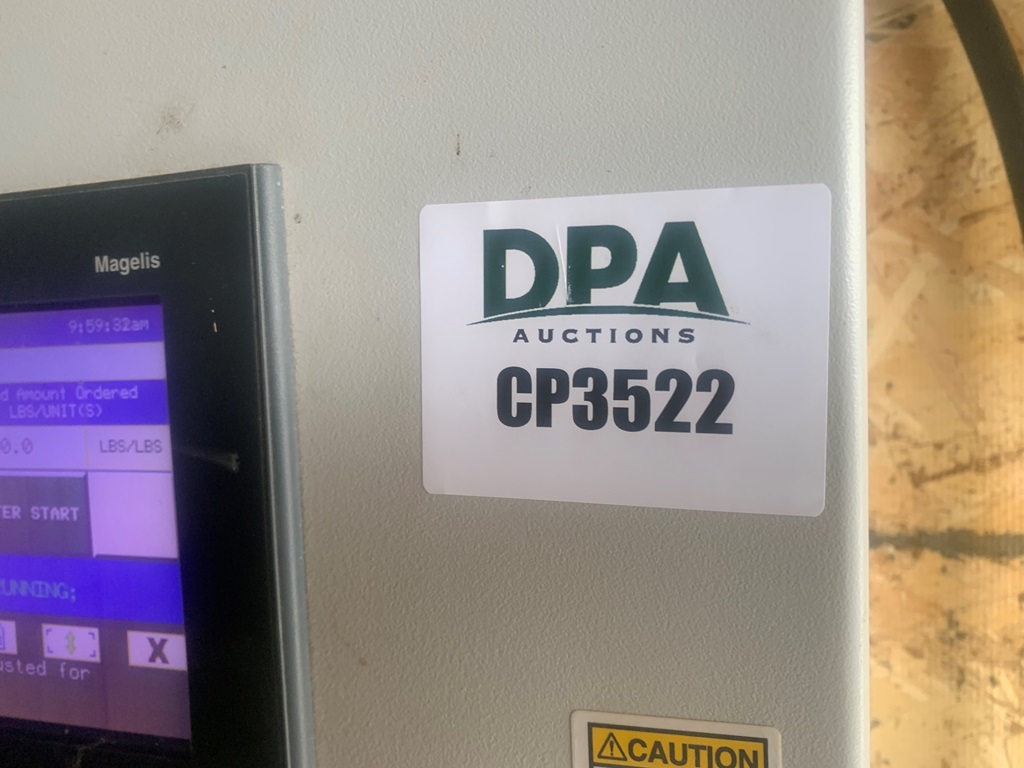 Magelis
9:59:32am
d Amount Ordered
LBS/UNIT(S)
0.0
LBS/LBS
ER START
UNNING;
X
usted for
DPA
AUCTIONS
CP3522
CAUTION